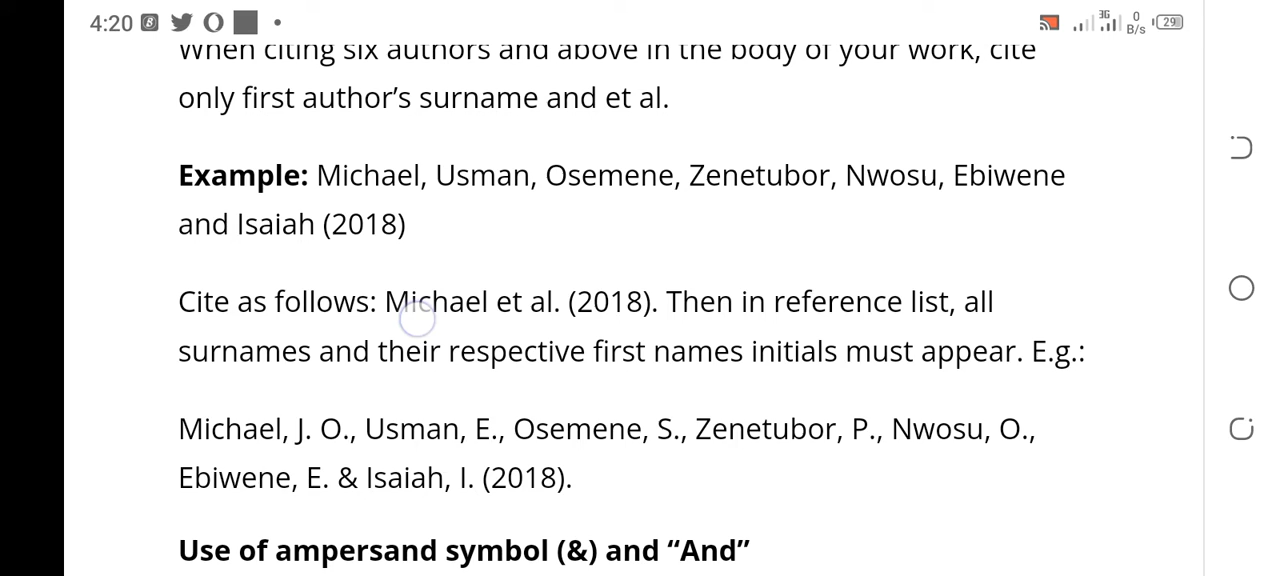 4:20
3G 0 B/s 29
When citing six authors and above in the body of your work, cite
only first author’s surname and et al.
Example: Michael, Usman, Osemene, Zenetubor, Nwosu, Ebiwene
and Isaiah (2018)
Cite as follows: Michael et al. (2018). Then in reference list, all
surnames and their respective first names initials must appear. E.g.:
Michael, J. O., Usman, E., Osemene, S., Zenetubor, P., Nwosu, O.,
Ebiwene, E. & Isaiah, I. (2018).
Use of ampersand symbol (&) and “And”